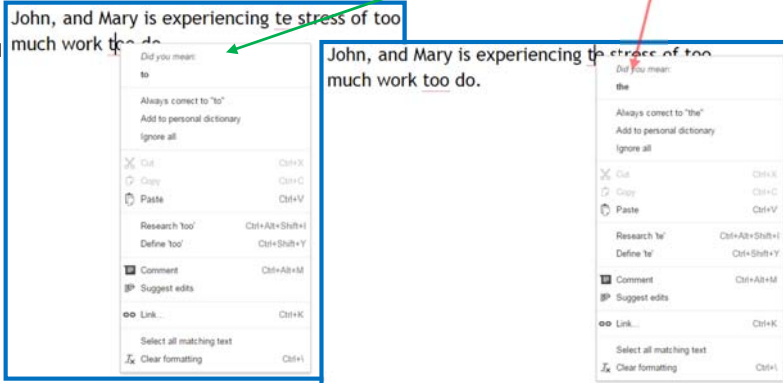 John, and Mary is experiencing te stress of too
much work too do.
Did you mean:
to
Always correct to "to"
Add to personal dictionary
Ignore all
Cut Ctrl+X
Copy Ctrl+C
Paste Ctrl+V
Research 'too' Ctrl+Alt+Shift+I
Define 'too' Ctrl+Shift+Y
Comment Ctrl+Alt+M
Suggest edits
Link... Ctrl+K
Select all matching text
Clear formatting Ctrl+\
John, and Mary is experiencing te stress of too
much work too do.
Did you mean:
the
Always correct to "the"
Add to personal dictionary
Ignore all
Cut Ctrl+X
Copy Ctrl+C
Paste Ctrl+V
Research 'te' Ctrl+Alt+Shift+I
Define 'te' Ctrl+Shift+Y
Comment Ctrl+Alt+M
Suggest edits
Link... Ctrl+K
Select all matching text
Clear formatting Ctrl+\